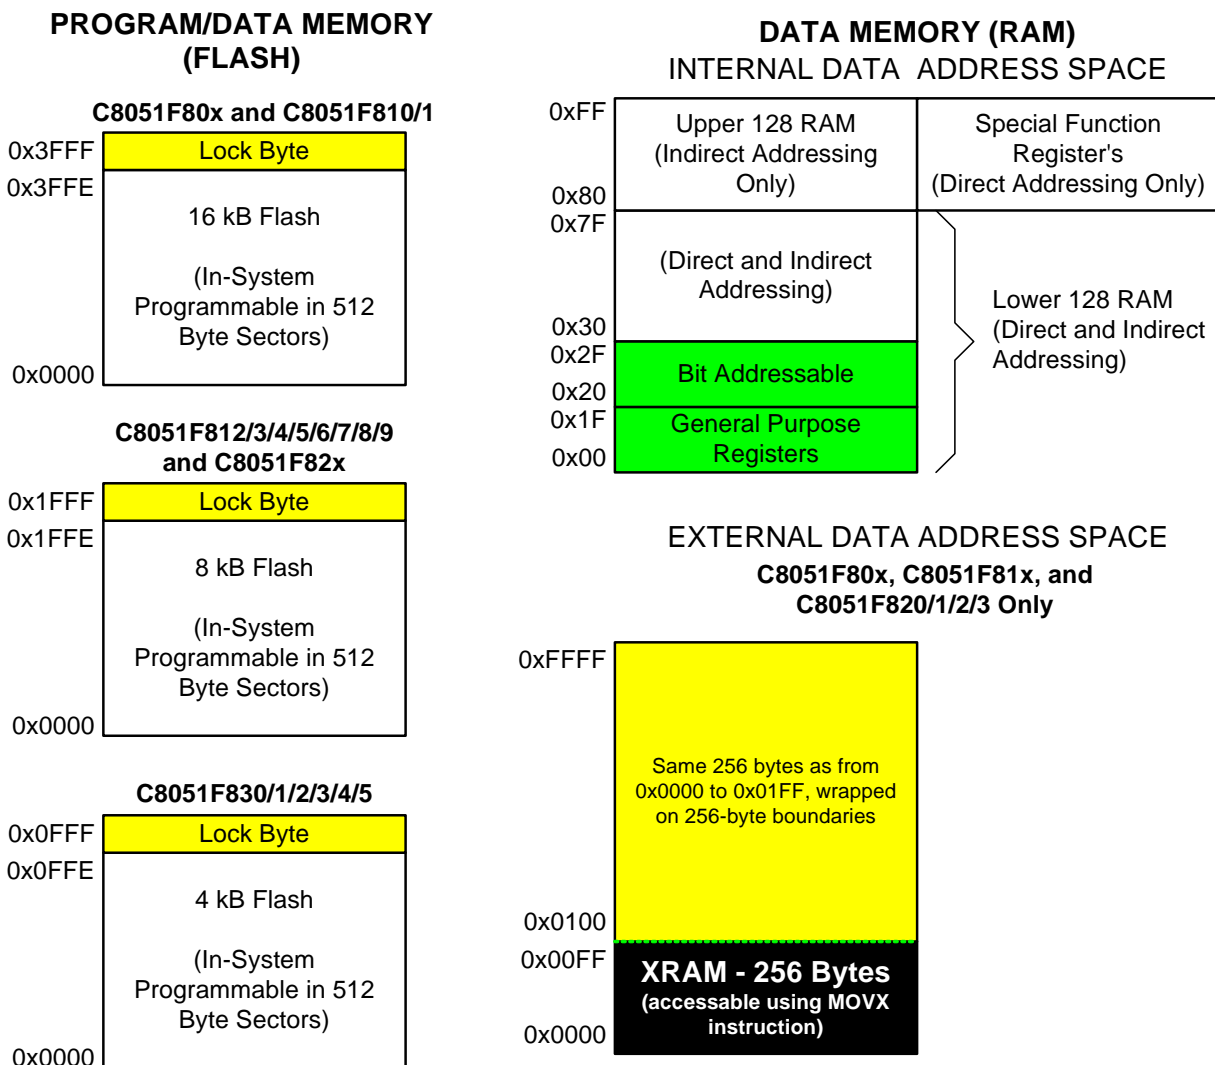 PROGRAM/DATA MEMORY
(FLASH)
C8051F80x and C8051F810/1
0x3FFF
Lock Byte
0x3FFE
16 kB Flash
(In-System
Programmable in 512
Byte Sectors)
0x0000
C8051F812/3/4/5/6/7/8/9
and C8051F82x
0x1FFF
Lock Byte
0x1FFE
8 kB Flash
(In-System
Programmable in 512
Byte Sectors)
0x0000
C8051F830/1/2/3/4/5
0x0FFF
Lock Byte
0x0FFE
4 kB Flash
(In-System
Programmable in 512
Byte Sectors)
0x0000
DATA MEMORY (RAM)
INTERNAL DATA ADDRESS SPACE
0xFF
Upper 128 RAM
(Indirect Addressing
Only)
0x80
Special Function
Register's
(Direct Addressing Only)
0x7F
(Direct and Indirect
Addressing)
0x30
Lower 128 RAM
(Direct and Indirect
Addressing)
0x2F
Bit Addressable
0x20
0x1F
General Purpose
Registers
0x00
EXTERNAL DATA ADDRESS SPACE
C8051F80x, C8051F81x, and
C8051F820/1/2/3 Only
0xFFFF
Same 256 bytes as from
0x0000 to 0x01FF, wrapped
on 256-byte boundaries
0x0100
0x00FF
XRAM - 256 Bytes
(accessable using MOVX
instruction)
0x0000